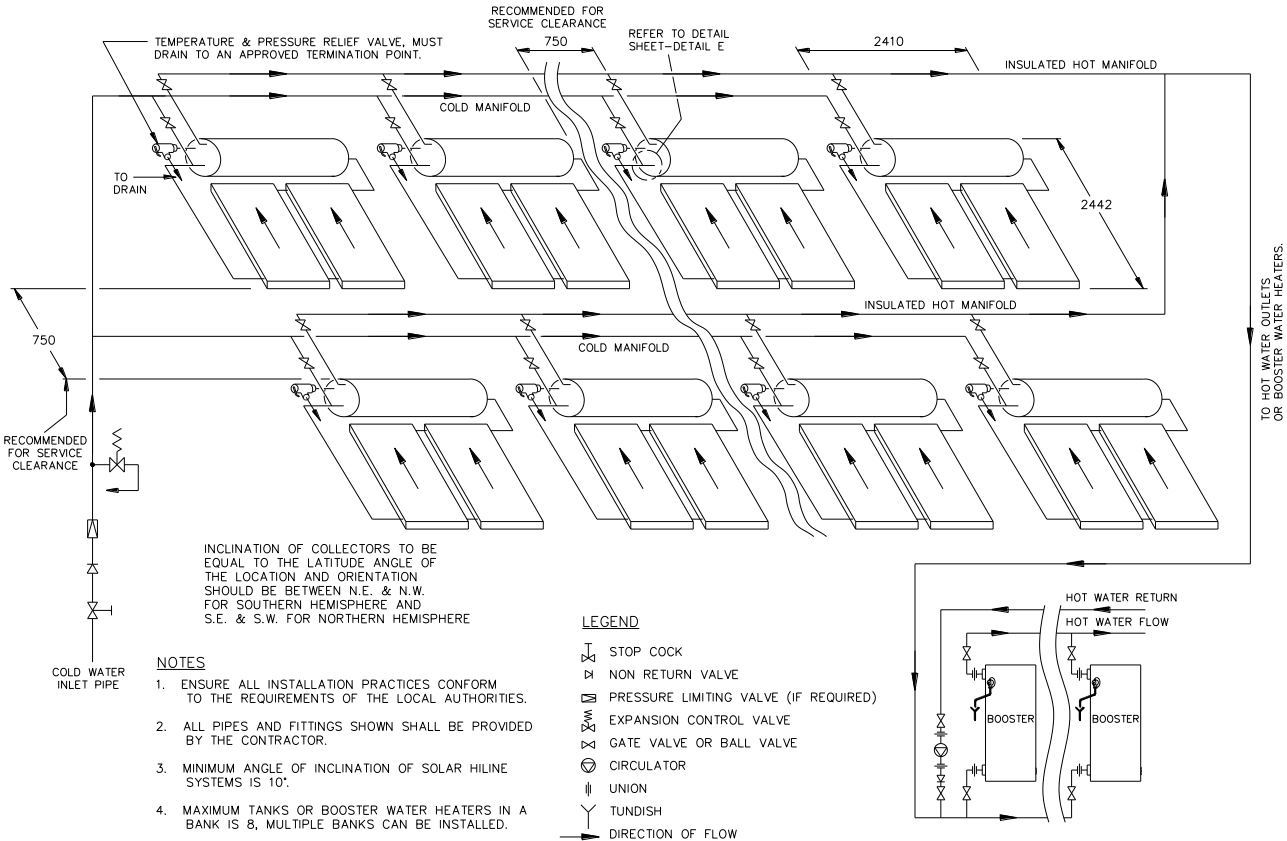 RECOMMENDED FOR
SERVICE CLEARANCE
750
TEMPERATURE & PRESSURE RELIEF VALVE, MUST
DRAIN TO AN APPROVED TERMINATION POINT.
REFER TO DETAIL
SHEET-DETAIL E
2410
INSULATED HOT MANIFOLD
COLD MANIFOLD
TO
DRAIN
2442
TO HOT WATER OUTLETS
OR BOOSTER WATER HEATERS.
INSULATED HOT MANIFOLD
COLD MANIFOLD
750
RECOMMENDED
FOR SERVICE
CLEARANCE
COLD WATER
INLET PIPE
INCLINATION OF COLLECTORS TO BE
EQUAL TO THE LATITUDE ANGLE OF
THE LOCATION AND ORIENTATION
SHOULD BE BETWEEN N.E. & N.W.
FOR SOUTHERN HEMISPHERE AND
S.E. & S.W. FOR NORTHERN HEMISPHERE
NOTES
1. ENSURE ALL INSTALLATION PRACTICES CONFORM
TO THE REQUIREMENTS OF THE LOCAL AUTHORITIES.
2. ALL PIPES AND FITTINGS SHOWN SHALL BE PROVIDED
BY THE CONTRACTOR.
3. MINIMUM ANGLE OF INCLINATION OF SOLAR HILINE
SYSTEMS IS 10°.
4. MAXIMUM TANKS OR BOOSTER WATER HEATERS IN A
BANK IS 8, MULTIPLE BANKS CAN BE INSTALLED.
LEGEND
STOP COCK
NON RETURN VALVE
PRESSURE LIMITING VALVE (IF REQUIRED)
EXPANSION CONTROL VALVE
GATE VALVE OR BALL VALVE
CIRCULATOR
UNION
TUNDISH
DIRECTION OF FLOW
HOT WATER RETURN
HOT WATER FLOW
BOOSTER
BOOSTER